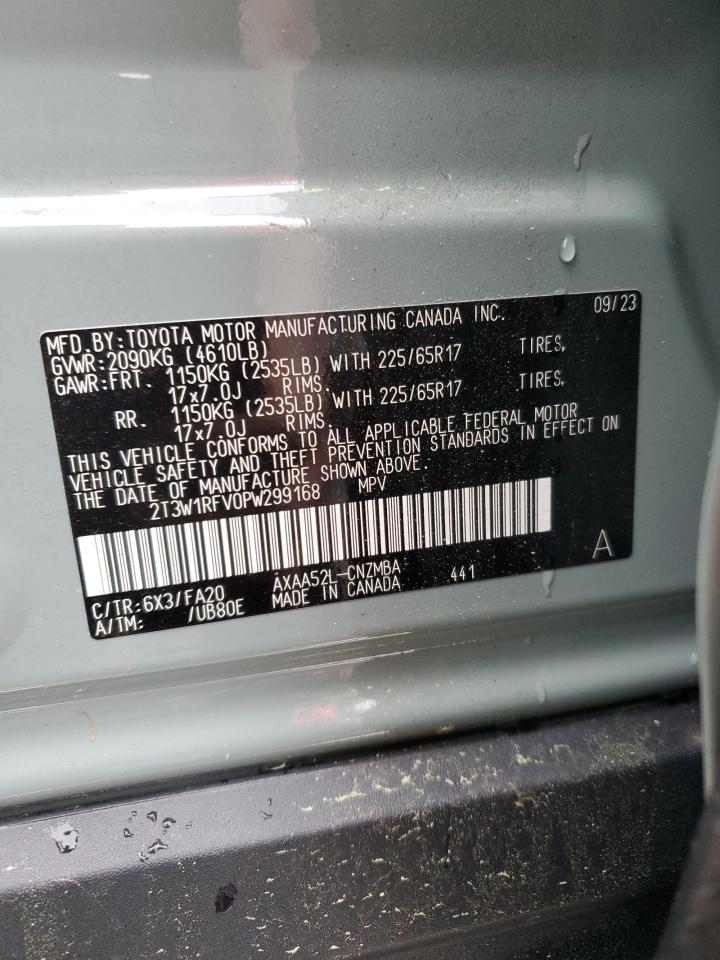 MFD. BY: TOYOTA MOTOR MANUFACTURING CANADA INC. 09/23
GVWR: 2090KG (4610LB)
GAWR: FRT. 1150KG (2535LB) WITH 225/65R17 TIRES,
17x7.0J RIMS.
RR. 1150KG (2535LB) WITH 225/65R17 TIRES,
17x7.0J RIMS.
THIS VEHICLE CONFORMS TO ALL APPLICABLE FEDERAL MOTOR
VEHICLE SAFETY AND THEFT PREVENTION STANDARDS IN EFFECT ON
THE DATE OF MANUFACTURE SHOWN ABOVE.
2T3W1RFV0PW299168 MPV
A
C/TR: 6X3/FA20 AXAA52L-CNZMBA 441
A/TM: /UB80E MADE IN CANADA